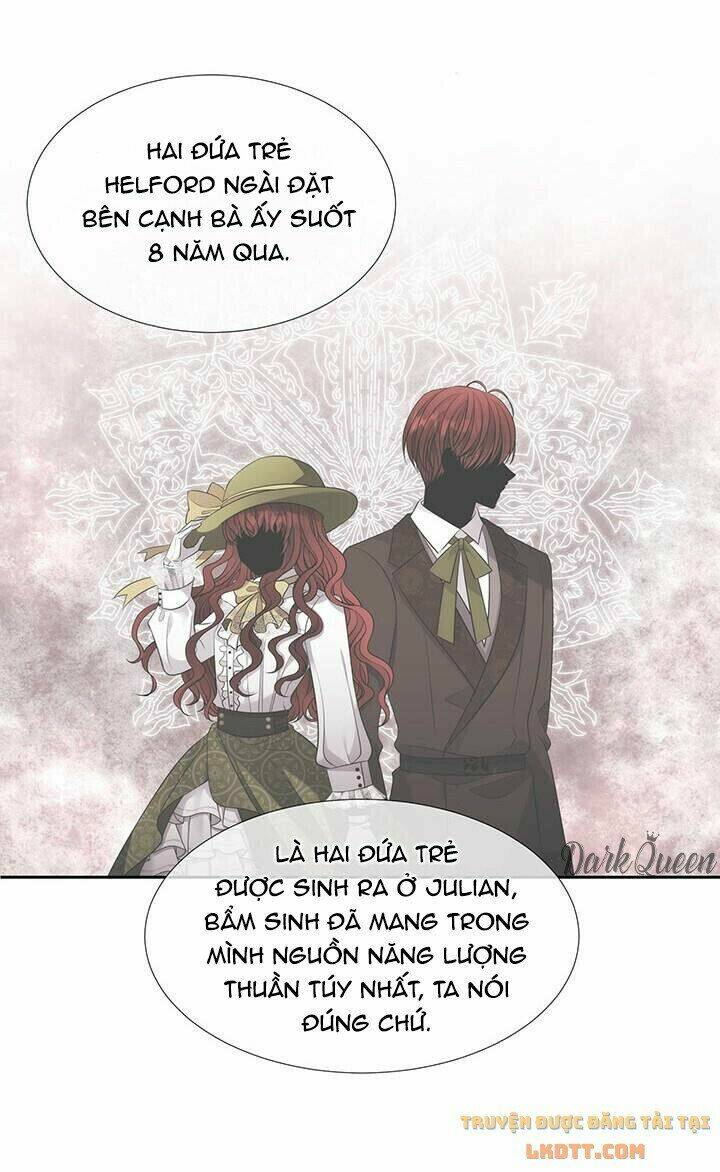 HAI ĐỨA TRẺ
HELFORD NGÀI ĐẶT
BÊN CẠNH BÀ ẤY SUỐT
8 NĂM QUA.
LÀ HAI ĐỨA TRẺ
ĐƯỢC SINH RA Ở JULIAN,
BẨM SINH ĐÃ MANG TRONG
MÌNH NGUỒN NĂNG LƯỢNG
THUẦN TÚY NHẤT, TA NÓI
ĐÚNG CHỨ.
DarkQueen
TRUYỆN ĐƯỢC ĐĂNG TẢI TẠI
LKDTT.COM